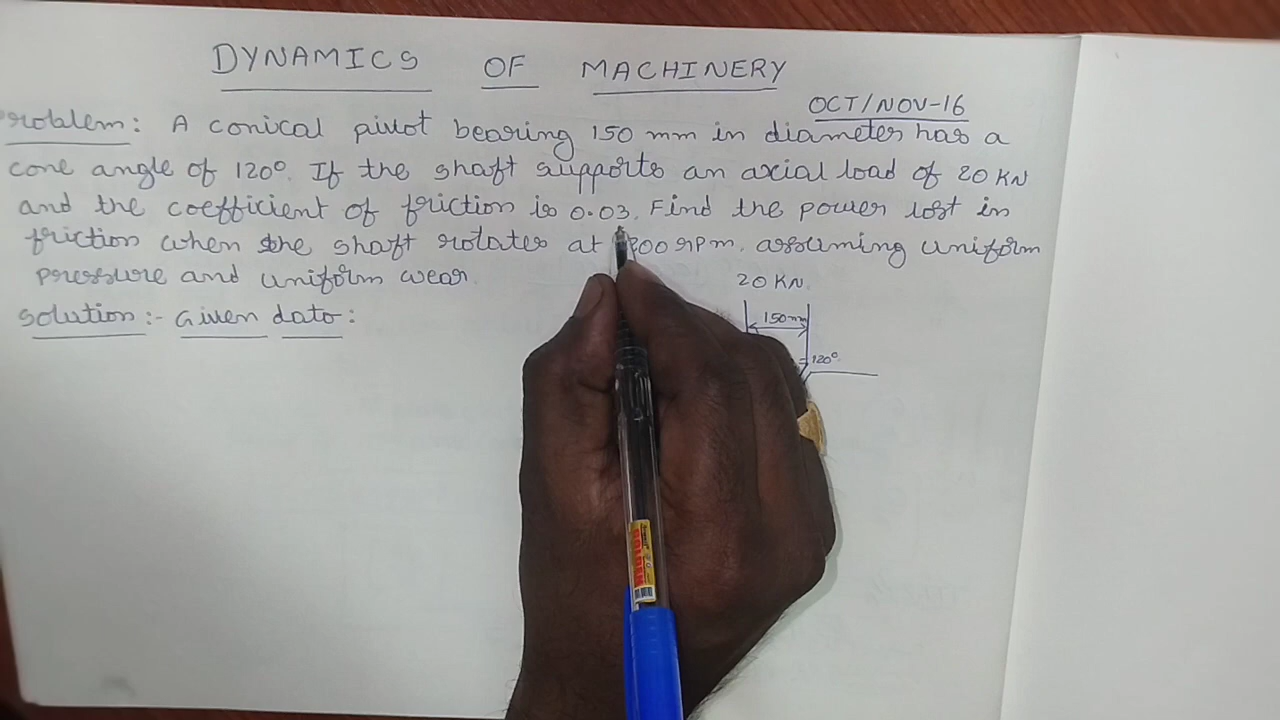 DYNAMICS OF MACHINERY
OCT/NOV-16
Problem: A conical pivot bearing 150 mm in diameter has a
cone angle of 120°. If the shaft supports an axial load of 20 KN
and the coefficient of friction is 0.03. Find the power lost in
friction when the shaft rotates at rpm. assuming uniform
pressure and uniform wear.
20 KN.
Solution:- Given dato:
150mm
120°.
GOLDEX